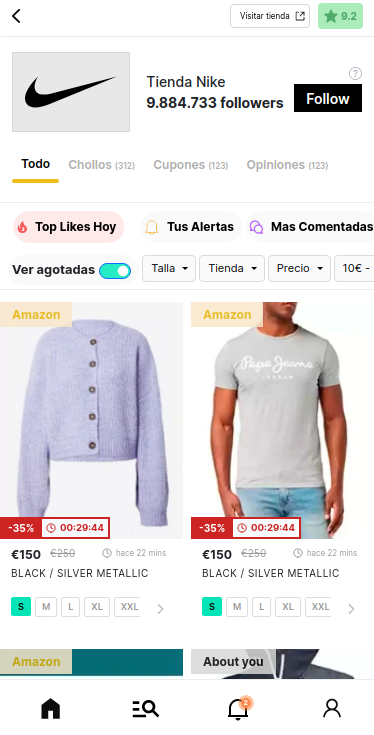 Visitar tienda
9.2
Tienda Nike
9.884.733 followers
?
Follow
Todo
Chollos (312)
Cupones (123)
Opiniones (123)
Top Likes Hoy
Tus Alertas
Mas Comentadas
Ver agotadas
Talla
Tienda
Precio
10€ -
Amazon
Amazon
Pepe Jeans
LONDON
-35%
00:29:44
-35%
00:29:44
€150
€250
hace 22 mins
€150
€250
hace 22 mins
BLACK / SILVER METALLIC
BLACK / SILVER METALLIC
S
M
L
XL
XXL
S
M
L
XL
XXL
Amazon
About you
2